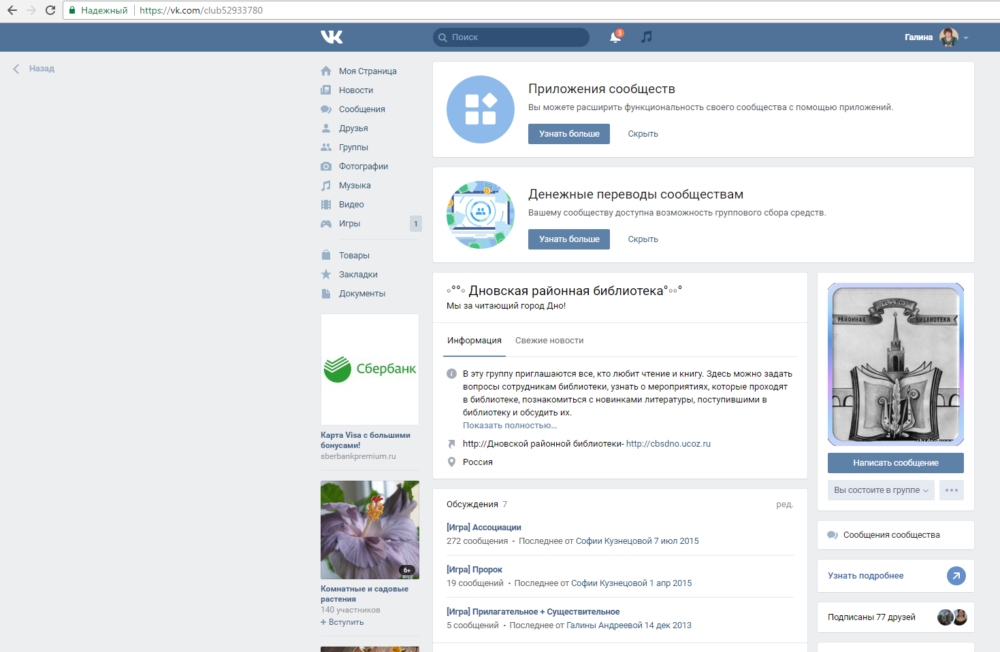 Надежный
https://vk.com/club52933780
Поиск
5
Галина
Назад
Моя Страница
Новости
Сообщения
Друзья
Группы
Фотографии
Музыка
Видео
Игры
1
Товары
Закладки
Документы
Сбербанк
Карта Visa с большими
бонусами!
sberbankpremium.ru
6+
Комнатные и садовые
растения
140 участников
+ Вступить
Приложения сообществ
Вы можете расширить функциональность своего сообщества с помощью приложений.
Узнать больше
Скрыть
Денежные переводы сообществам
Вашему сообществу доступна возможность группового сбора средств.
Узнать больше
Скрыть
◦°°◦ Дновская районная библиотека°◦◦°
Мы за читающий город Дно!
Информация
Свежие новости
В эту группу приглашаются все, кто любит чтение и книгу. Здесь можно задать
вопросы сотрудникам библиотеки, узнать о мероприятиях, которые проходят
в библиотеке, познакомиться с новинками литературы, поступившими в
библиотеку и обсудить их.
Показать полностью…
http://Дновской районной библиотеки- http://cbsdno.ucoz.ru
Россия
Обсуждения 7
ред.
[Игра] Ассоциации
272 сообщения • Последнее от Софии Кузнецовой 7 июл 2015
[Игра] Пророк
19 сообщений • Последнее от Софии Кузнецовой 1 апр 2015
[Игра] Прилагательное + Существительное
5 сообщений • Последнее от Галины Андреевой 14 дек 2013
ДНО
РАЙОННАЯ
БИБЛИОТЕКА
Написать сообщение
Вы состоите в группе
Сообщения сообщества
Узнать подробнее
Подписаны 77 друзей